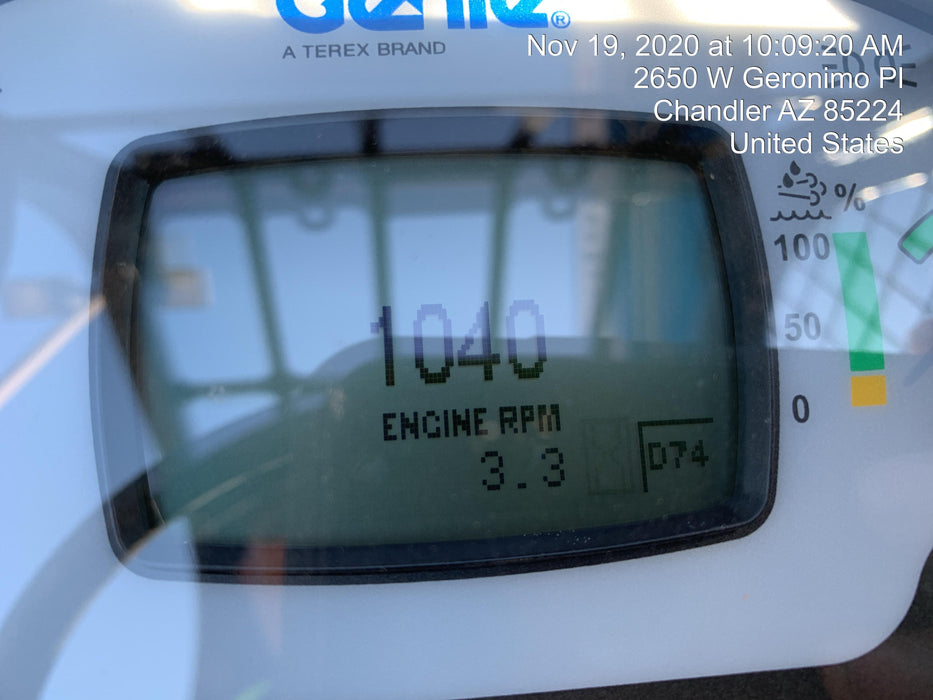 Genie®
A TEREX BRAND
Nov 19, 2020 at 10:09:20 AM
2650 W Geronimo Pl
Chandler AZ 85224
United States
%
100
50
0
1040
ENGINE RPM
3.3
D74